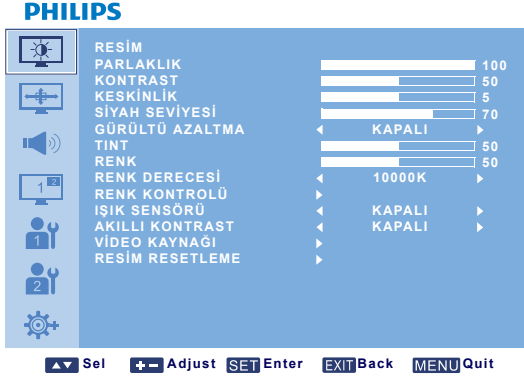 PHILIPS
RESİM
PARLAKLIK 100
KONTRAST 50
KESKİNLİK 5
SİYAH SEVİYESİ 70
GÜRÜLTÜ AZALTMA KAPALI
TINT 50
RENK 50
RENK DERECESİ 10000K
RENK KONTROLÜ
IŞIK SENSÖRÜ KAPALI
AKILLI KONTRAST KAPALI
VİDEO KAYNAĞI
RESİM RESETLEME
1 2
1
2
Sel Adjust SET Enter EXIT Back MENU Quit